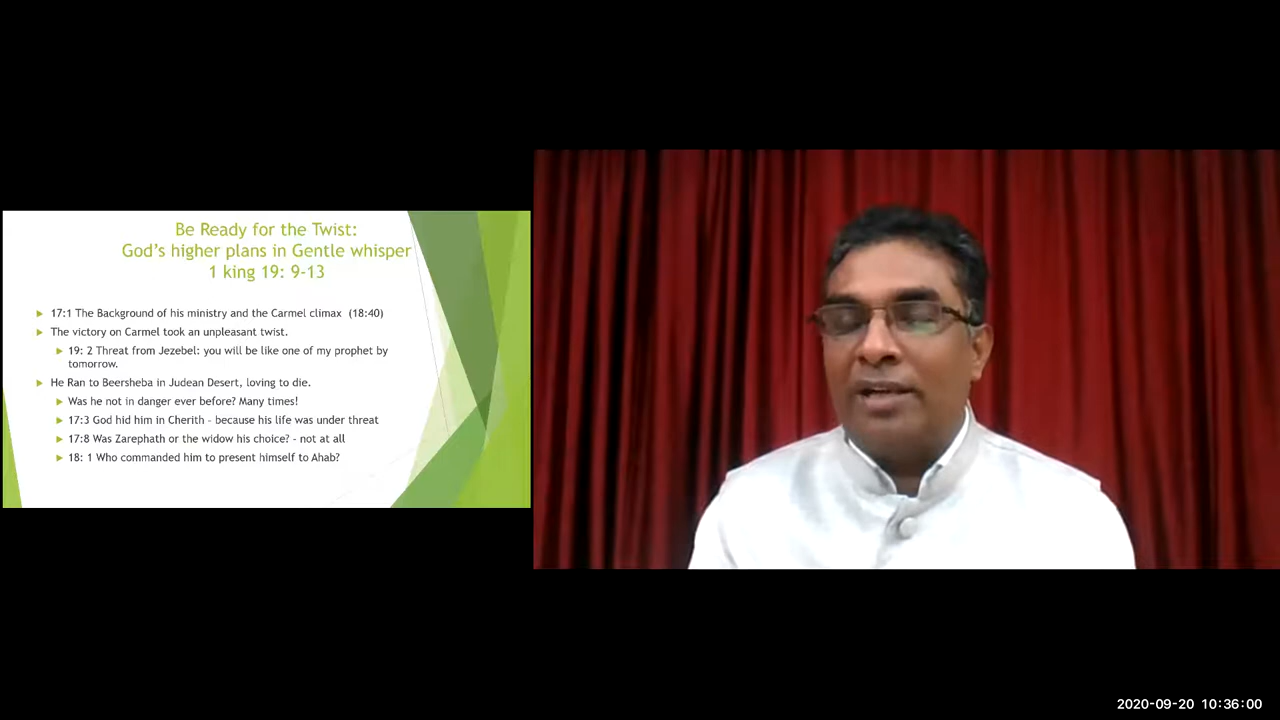 Be Ready for the Twist:
God's higher plans in Gentle whisper
1 king 19: 9-13
17:1 The Background of his ministry and the Carmel climax (18:40)
The victory on Carmel took an unpleasant twist.
19: 2 Threat from Jezebel: you will be like one of my prophet by
tomorrow.
He Ran to Beersheba in Judean Desert, loving to die.
Was he not in danger ever before? Many times!
17:3 God hid him in Cherith – because his life was under threat
17:8 Was Zarephath or the widow his choice? – not at all
18: 1 Who commanded him to present himself to Ahab?
2020-09-20 10:36:00